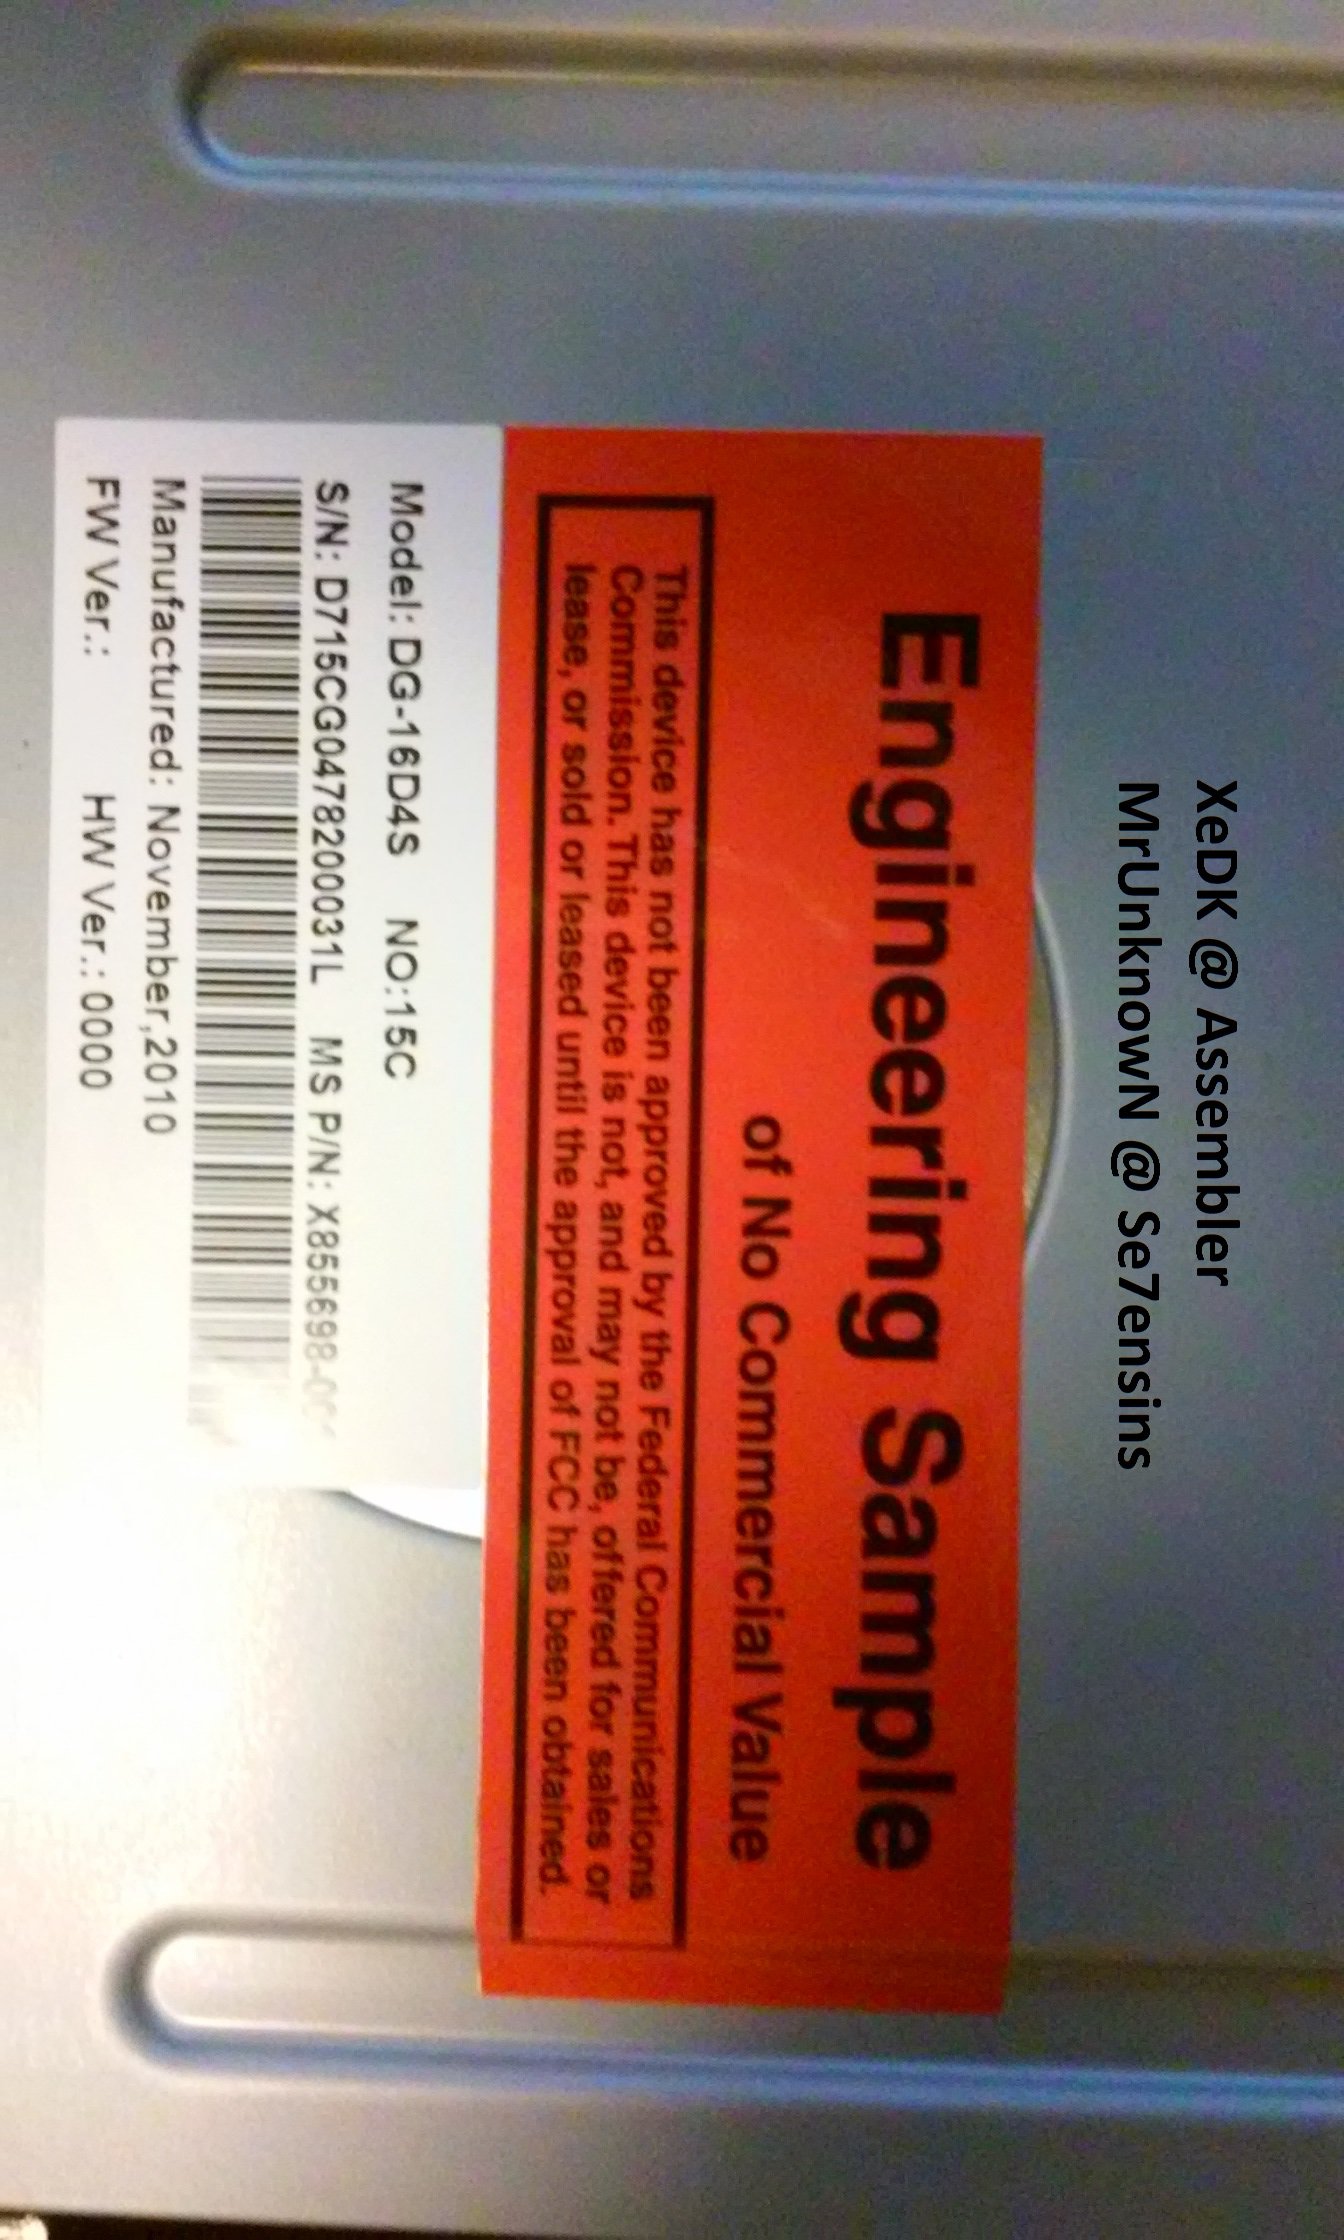 XeDK @ Assembler
MrUnknowN @ Se7ensins
Engineering Sample
of No Commercial Value
This device has not been approved by the Federal Communications
Commission. This device is not, and may not be, offered for sales or
lease, or sold or leased until the approval of FCC has been obtained.
Model: DG-16D4S NO:15C
S/N: D715CG0478200031L MS P/N:
Manufactured: November,2010
FW Ver.: HW Ver.: 0000